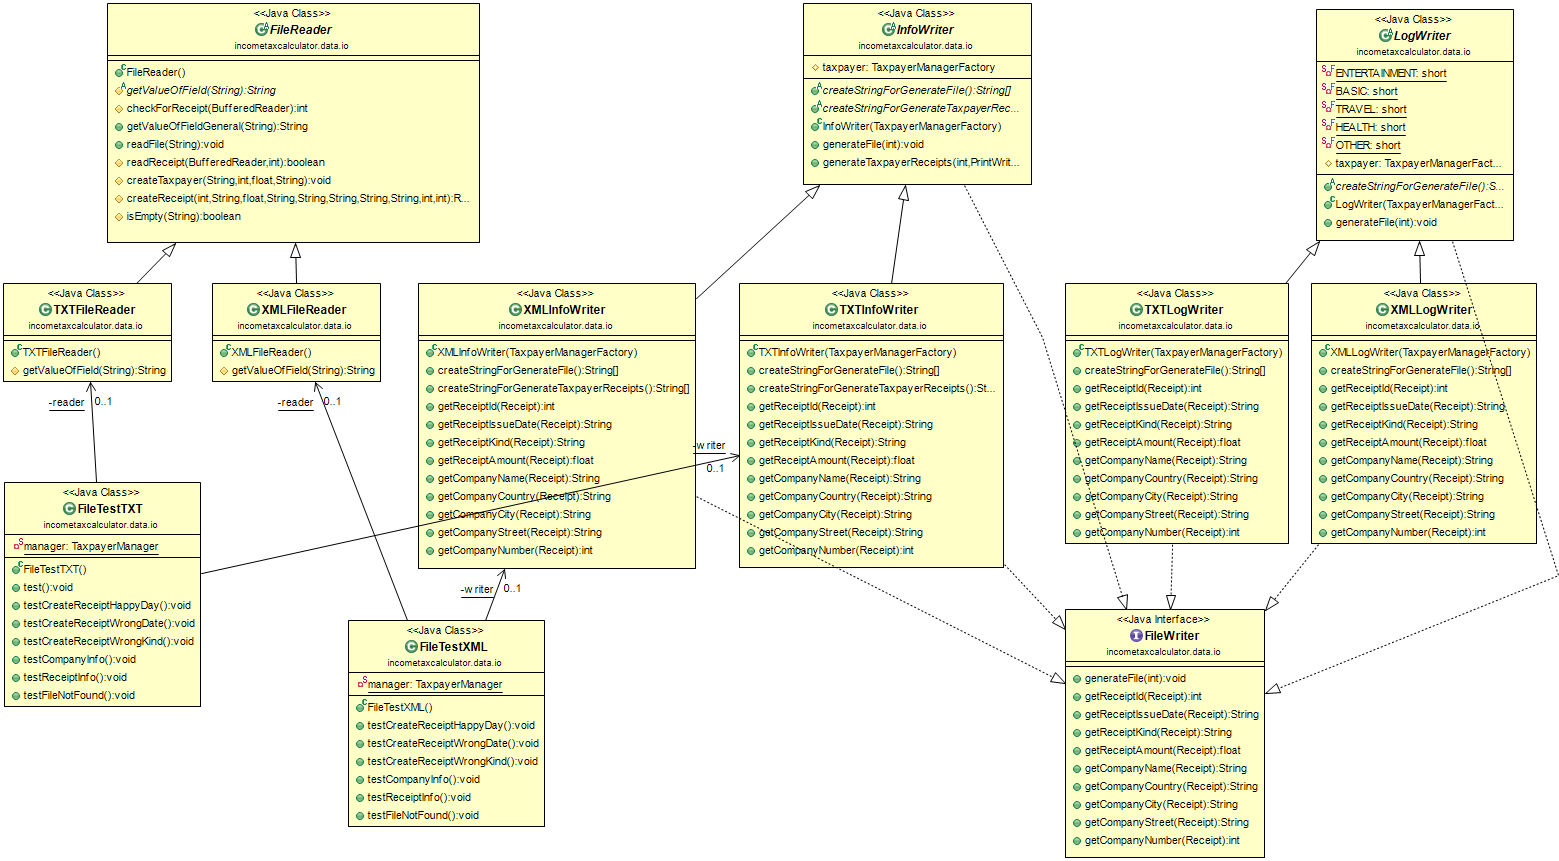 <<Java Class>>
FileReader
incometaxcalculator.data.io
FileReader()
getValueOfField(String):String
checkForReceipt(BufferedReader):int
getValueOfFieldGeneral(String):String
readFile(String):void
readReceipt(BufferedReader,int):boolean
createTaxpayer(String,int,float,String):void
createReceipt(int,String,float,String,String,String,String,int,int):R...
isEmpty(String):boolean
<<Java Class>>
InfoWriter
incometaxcalculator.data.io
taxpayer: TaxpayerManagerFactory
createStringForGenerateFile():String[]
createStringForGenerateTaxpayerRec...
InfoWriter(TaxpayerManagerFactory)
generateFile(int):void
generateTaxpayerReceipts(int,PrintWrit...
<<Java Class>>
LogWriter
incometaxcalculator.data.io
ENTERTAINMENT: short
BASIC: short
TRAVEL: short
HEALTH: short
OTHER: short
taxpayer: TaxpayerManagerFact...
createStringForGenerateFile():S...
LogWriter(TaxpayerManagerFact...
generateFile(int):void
<<Java Class>>
TXTFileReader
incometaxcalculator.data.io
TXTFileReader()
getValueOfField(String):String
<<Java Class>>
XMLFileReader
incometaxcalculator.data.io
XMLFileReader()
getValueOfField(String):String
<<Java Class>>
XMLInfoWriter
incometaxcalculator.data.io
XMLInfoWriter(TaxpayerManagerFactory)
createStringForGenerateFile():String[]
createStringForGenerateTaxpayerReceipts():String[]
getReceiptId(Receipt):int
getReceiptIssueDate(Receipt):String
getReceiptKind(Receipt):String
getReceiptAmount(Receipt):float
getCompanyName(Receipt):String
getCompanyCountry(Receipt):String
getCompanyCity(Receipt):String
getCompanyStreet(Receipt):String
getCompanyNumber(Receipt):int
<<Java Class>>
TXTInfoWriter
incometaxcalculator.data.io
TXTInfoWriter(TaxpayerManagerFactory)
createStringForGenerateFile():String[]
createStringForGenerateTaxpayerReceipts():St...
getReceiptId(Receipt):int
getReceiptIssueDate(Receipt):String
getReceiptKind(Receipt):String
getReceiptAmount(Receipt):float
getCompanyName(Receipt):String
getCompanyCountry(Receipt):String
getCompanyCity(Receipt):String
getCompanyStreet(Receipt):String
getCompanyNumber(Receipt):int
<<Java Class>>
TXTLogWriter
incometaxcalculator.data.io
TXTLogWriter(TaxpayerManagerFactory)
createStringForGenerateFile():String[]
getReceiptId(Receipt):int
getReceiptIssueDate(Receipt):String
getReceiptKind(Receipt):String
getReceiptAmount(Receipt):float
getCompanyName(Receipt):String
getCompanyCountry(Receipt):String
getCompanyCity(Receipt):String
getCompanyStreet(Receipt):String
getCompanyNumber(Receipt):int
<<Java Class>>
XMLLogWriter
incometaxcalculator.data.io
XMLLogWriter(TaxpayerManagerFactory)
createStringForGenerateFile():String[]
getReceiptId(Receipt):int
getReceiptIssueDate(Receipt):String
getReceiptKind(Receipt):String
getReceiptAmount(Receipt):float
getCompanyName(Receipt):String
getCompanyCountry(Receipt):String
getCompanyCity(Receipt):String
getCompanyStreet(Receipt):String
getCompanyNumber(Receipt):int
-reader 0..1
-reader 0..1
-writer
0..1
-writer 0..1
<<Java Class>>
FileTestTXT
incometaxcalculator.data.io
manager: TaxpayerManager
FileTestTXT()
test():void
testCreateReceiptHappyDay():void
testCreateReceiptWrongDate():void
testCreateReceiptWrongKind():void
testCompanyInfo():void
testReceiptInfo():void
testFileNotFound():void
<<Java Class>>
FileTestXML
incometaxcalculator.data.io
manager: TaxpayerManager
FileTestXML()
testCreateReceiptHappyDay():void
testCreateReceiptWrongDate():void
testCreateReceiptWrongKind():void
testCompanyInfo():void
testReceiptInfo():void
testFileNotFound():void
<<Java Interface>>
FileWriter
incometaxcalculator.data.io
generateFile(int):void
getReceiptId(Receipt):int
getReceiptIssueDate(Receipt):String
getReceiptKind(Receipt):String
getReceiptAmount(Receipt):float
getCompanyName(Receipt):String
getCompanyCountry(Receipt):String
getCompanyCity(Receipt):String
getCompanyStreet(Receipt):String
getCompanyNumber(Receipt):int